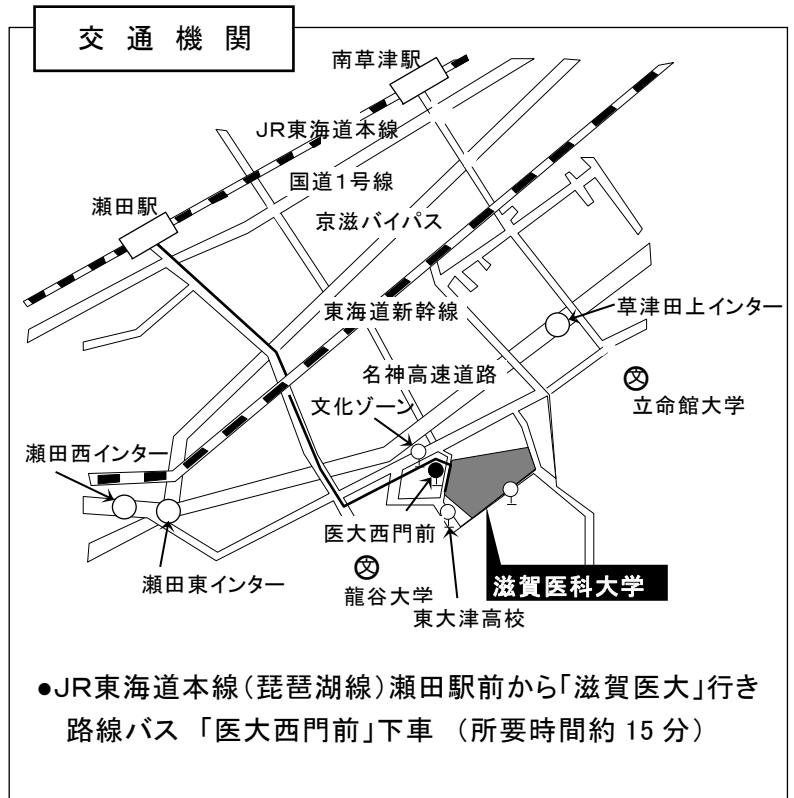 交通機関
南草津駅
JR東海道本線
国道1号線
瀬田駅
京滋バイパス
東海道新幹線
草津田上インター
名神高速道路
文
文化ゾーン
立命館大学
瀬田西インター
医大西門前
文
瀬田東インター
滋賀医科大学
龍谷大学
東大津高校
●JR東海道本線(琵琶湖線)瀬田駅前から「滋賀医大」行き
路線バス 「医大西門前」下車 (所要時間約 15 分)